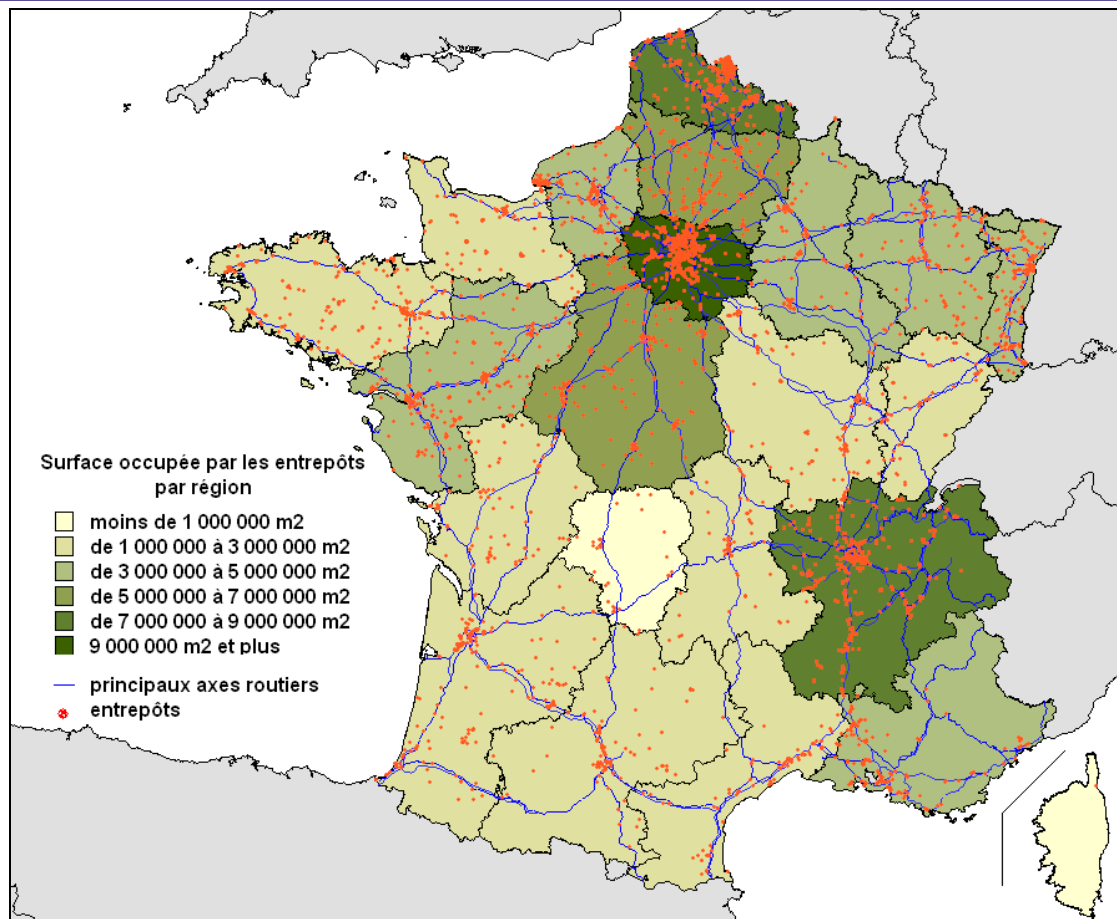 Surface occupée par les entrepôts
par région
moins de 1 000 000 m2
de 1 000 000 à 3 000 000 m2
de 3 000 000 à 5 000 000 m2
de 5 000 000 à 7 000 000 m2
de 7 000 000 à 9 000 000 m2
9 000 000 m2 et plus
principaux axes routiers
entrepôts